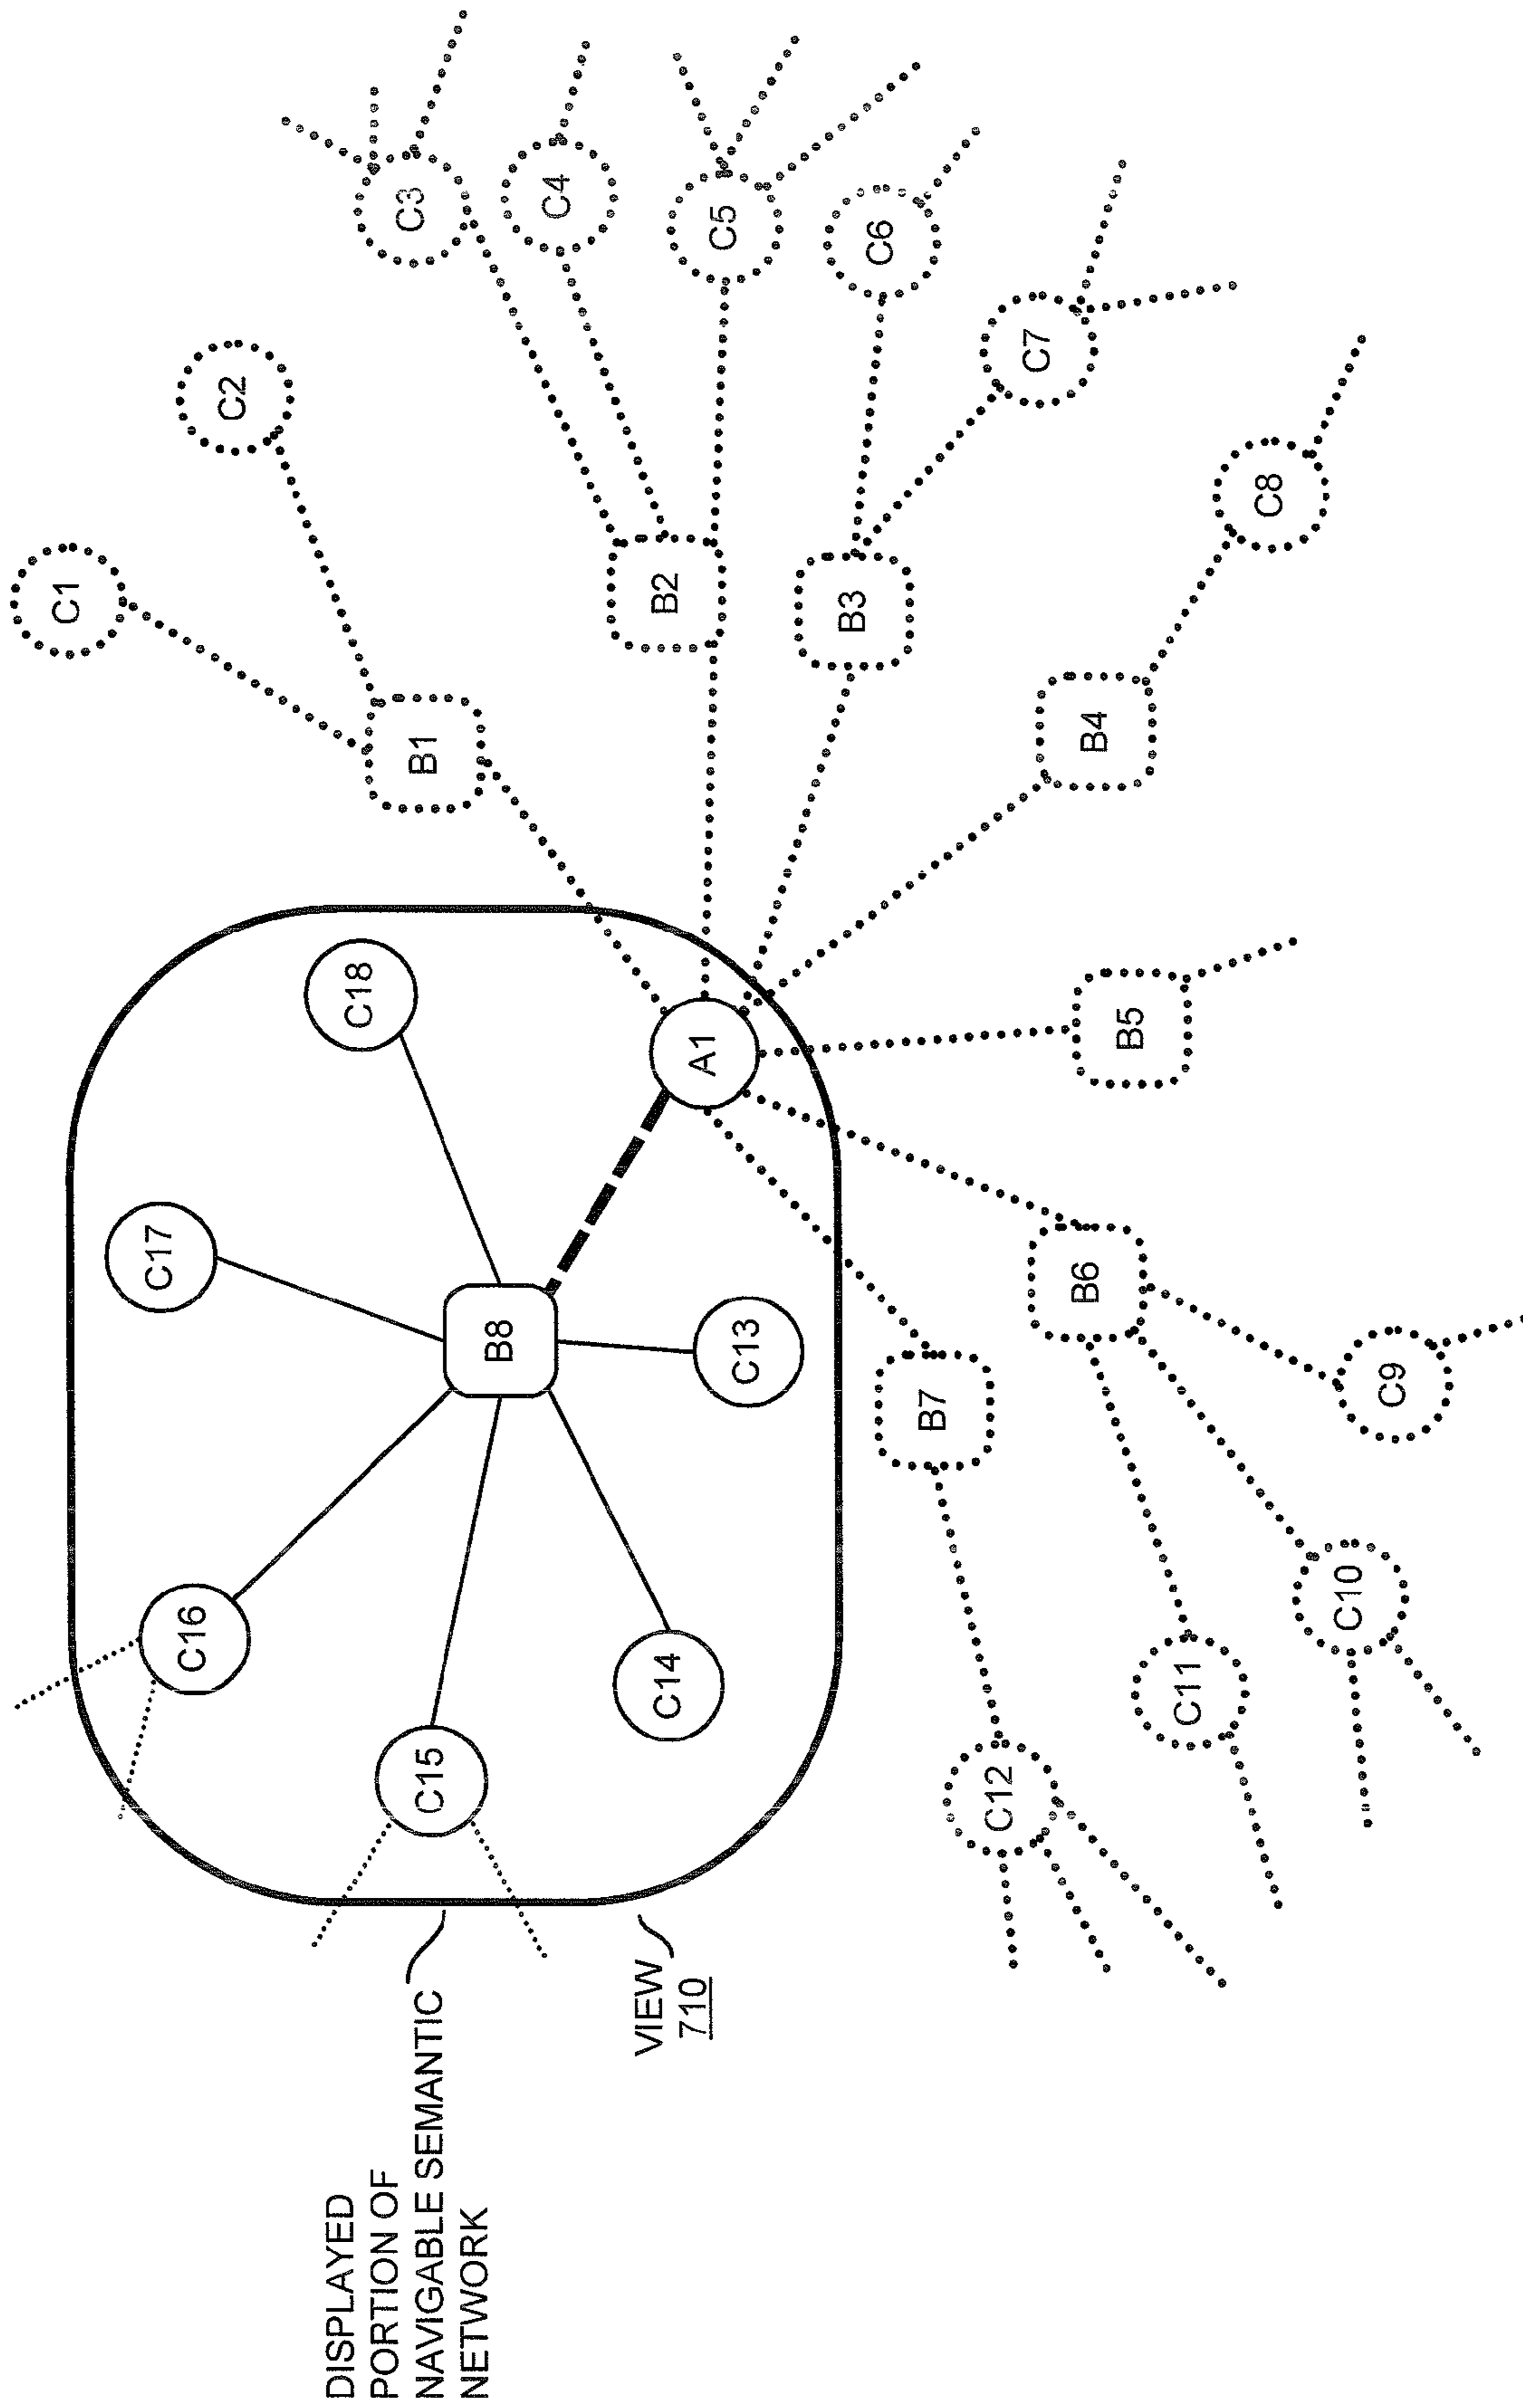 DISPLAYED
PORTION OF
NAVIGABLE SEMANTIC
NETWORK
VIEW
710
C16
C17
C18
C15
B8
C14
C13
A1
C1
C2
B1
C3
C4
B2
C5
B3
C6
C7
B4
C8
B5
B7
B6
C12
C11
C10
C9